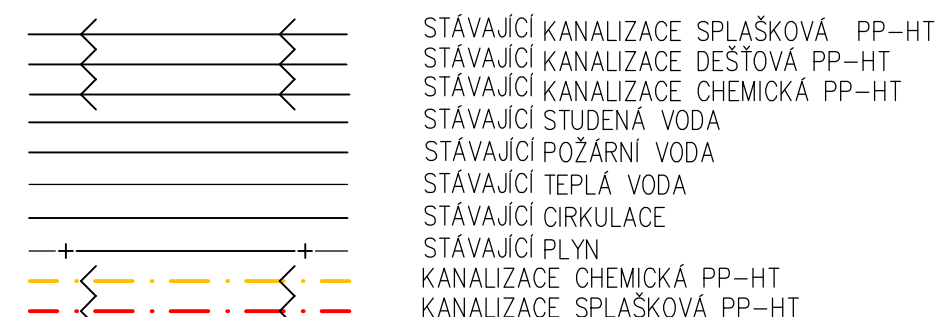 STÁVAJÍCÍ KANALIZACE SPLAŠKOVÁ PP-HT
STÁVAJÍCÍ KANALIZACE DEŠŤOVÁ PP-HT
STÁVAJÍCÍ KANALIZACE CHEMICKÁ PP-HT
STÁVAJÍCÍ STUDENÁ VODA
STÁVAJÍCÍ POŽÁRNÍ VODA
STÁVAJÍCÍ TEPLÁ VODA
STÁVAJÍCÍ CIRKULACE
STÁVAJÍCÍ PLYN
KANALIZACE CHEMICKÁ PP-HT
KANALIZACE SPLAŠKOVÁ PP-HT